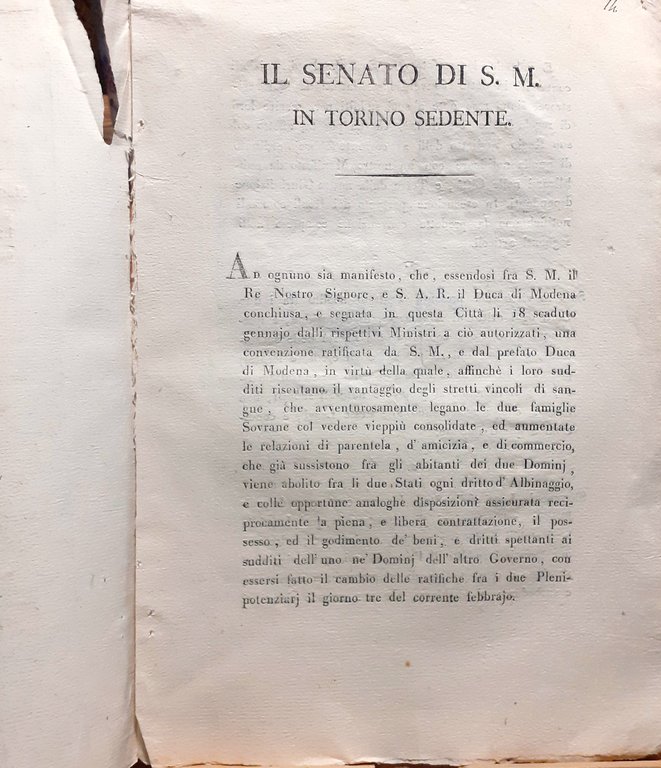 14.
IL SENATO DI S. M.
IN TORINO SEDENTE.
AD ognuno sia manifesto, che, essendosi fra S. M. il
Re Nostro Signore, e S. A. R. il Duca di Modena
conchiusa, e segnata in questa Città li 18 scaduto
gennajo dalli rispettivi Ministri a ciò autorizzati, una
convenzione ratificata da S. M., e dal prefato Duca
di Modena, in virtù della quale, affinchè i loro sud-
diti risentano il vantaggio degli stretti vincoli di san-
gue, che avventurosamente legano le due famiglie
Sovrane col vedere vieppiù consolidate, ed aumentate
le relazioni di parentela, d'amicizia, e di commercio,
che già sussistono fra gli abitanti dei due Dominj,
viene abolito fra li due Stati ogni dritto d'Albinaggio,
e colle opportune analoghe disposizioni assicurata reci-
procamente la piena, e libera contrattazione, il pos-
sesso, ed il godimento de' beni, e dritti spettanti ai
sudditi dell'uno ne' Dominj dell'altro Governo, con
essersi fatto il cambio delle ratifiche fra i due Pleni-
potenziarj il giorno tre del corrente febbrajo.